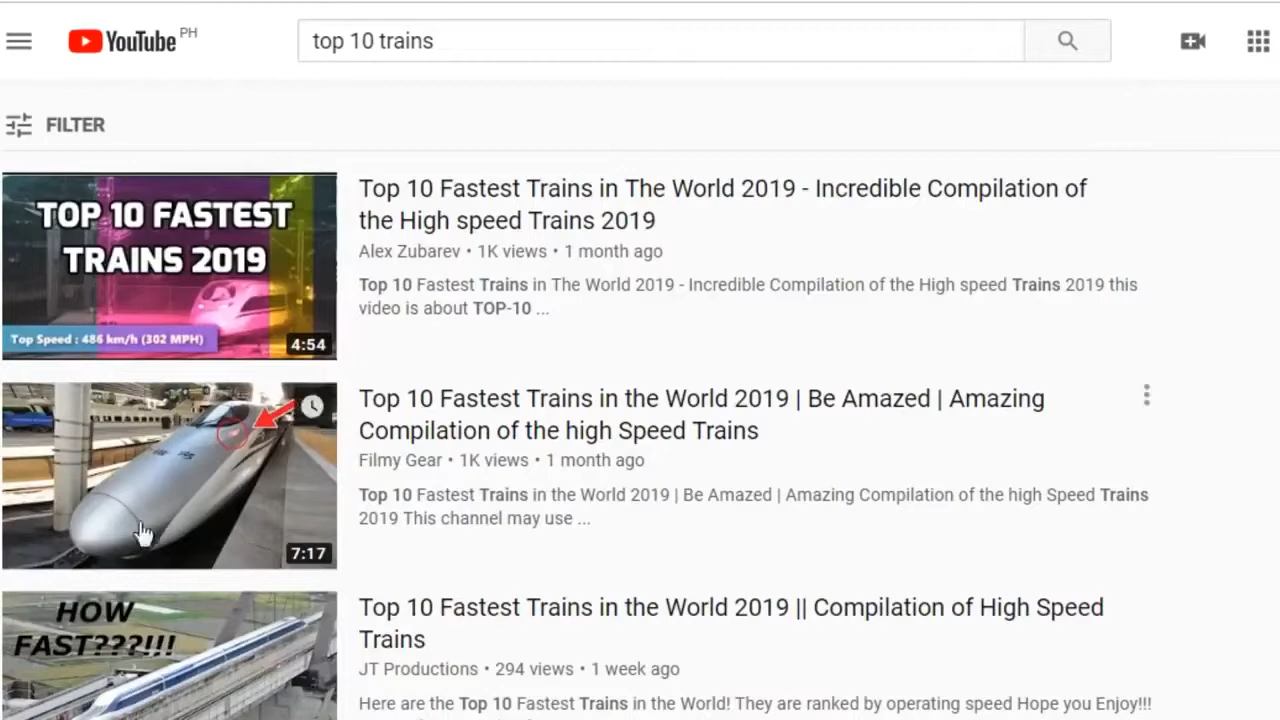 YouTube PH
top 10 trains
FILTER
TOP 10 FASTEST
TRAINS 2019
Top Speed : 486 km/h (302 MPH)
4:54
Top 10 Fastest Trains in The World 2019 - Incredible Compilation of
the High speed Trains 2019
Alex Zubarev • 1K views • 1 month ago
Top 10 Fastest Trains in The World 2019 - Incredible Compilation of the High speed Trains 2019 this
video is about TOP-10 ...
7:17
Top 10 Fastest Trains in the World 2019 | Be Amazed | Amazing
Compilation of the high Speed Trains
Filmy Gear • 1K views • 1 month ago
Top 10 Fastest Trains in the World 2019 | Be Amazed | Amazing Compilation of the high Speed Trains
2019 This channel may use ...
HOW
FAST???!!!
Top 10 Fastest Trains in the World 2019 || Compilation of High Speed
Trains
JT Productions • 294 views • 1 week ago
Here are the Top 10 Fastest Trains in the World! They are ranked by operating speed Hope you Enjoy!!!